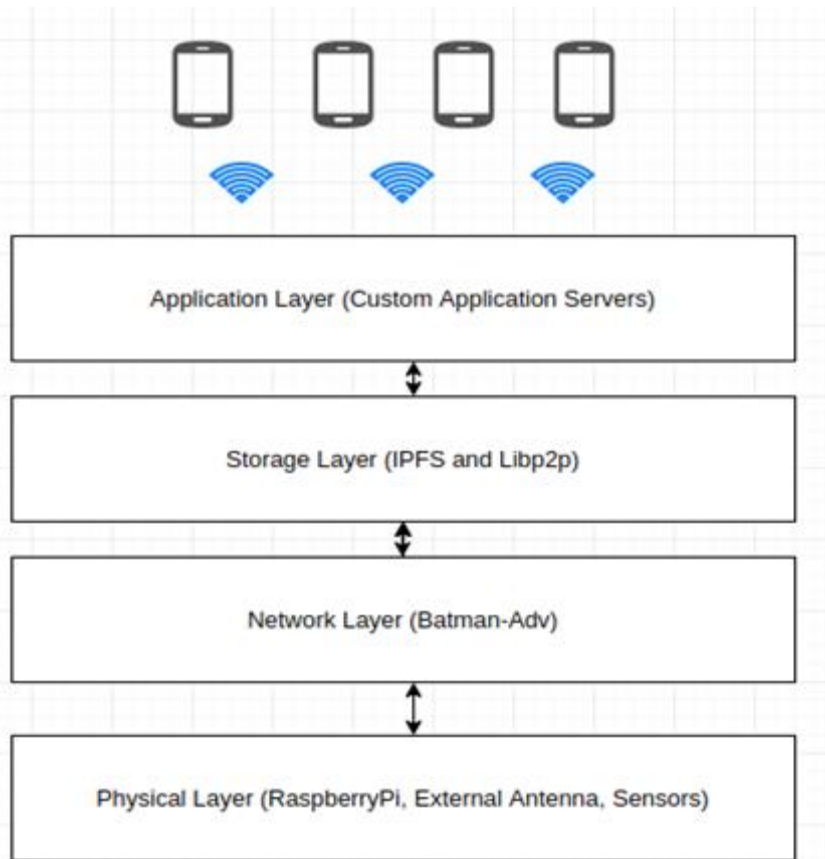 Application Layer (Custom Application Servers)
Storage Layer (IPFS and Libp2p)
Network Layer (Batman-Adv)
Physical Layer (RaspberryPi, External Antenna, Sensors)